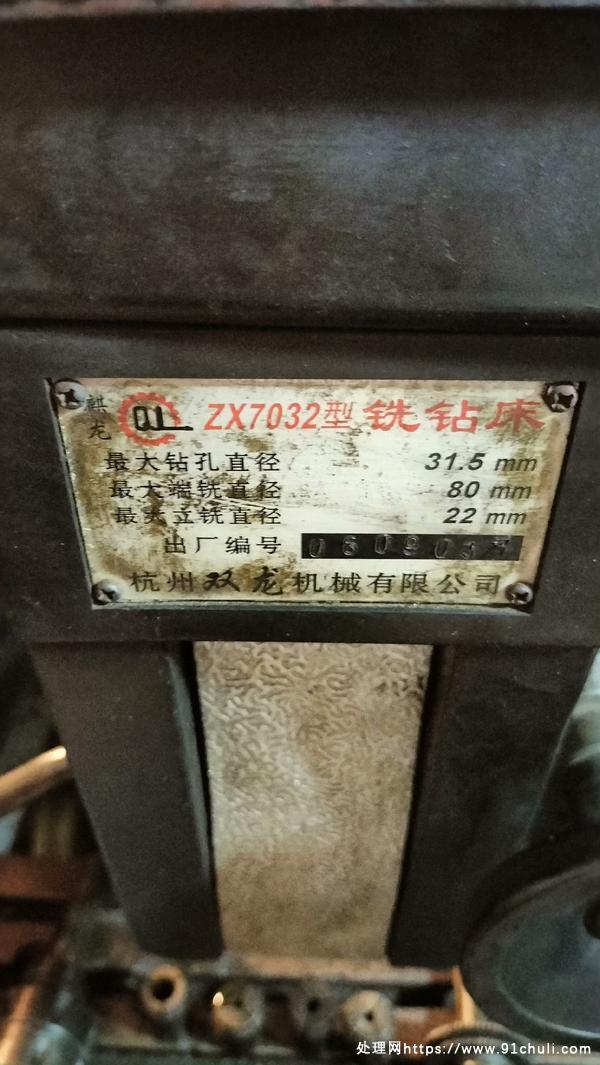 麒龙 QL ZX7032型 铣钻床
最大钻孔直径 31.5 mm
最大端铣直径 80 mm
最大立铣直径 22 mm
出厂编号
杭州双龙机械有限公司
处理网https://www.91chuli.com